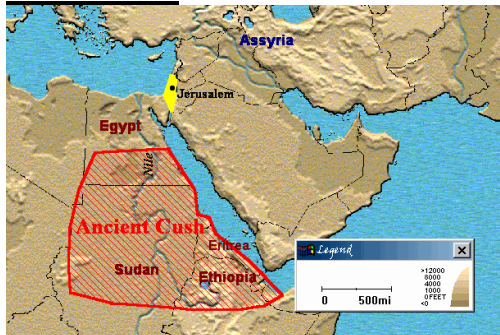 Assyria
Jerusalem
Egypt
Nile
Ancient Cush
Eritrea
Sudan
Ethiopia
Legend
0 500mi
>12000
8000
4000
1000
0 FEET
<0